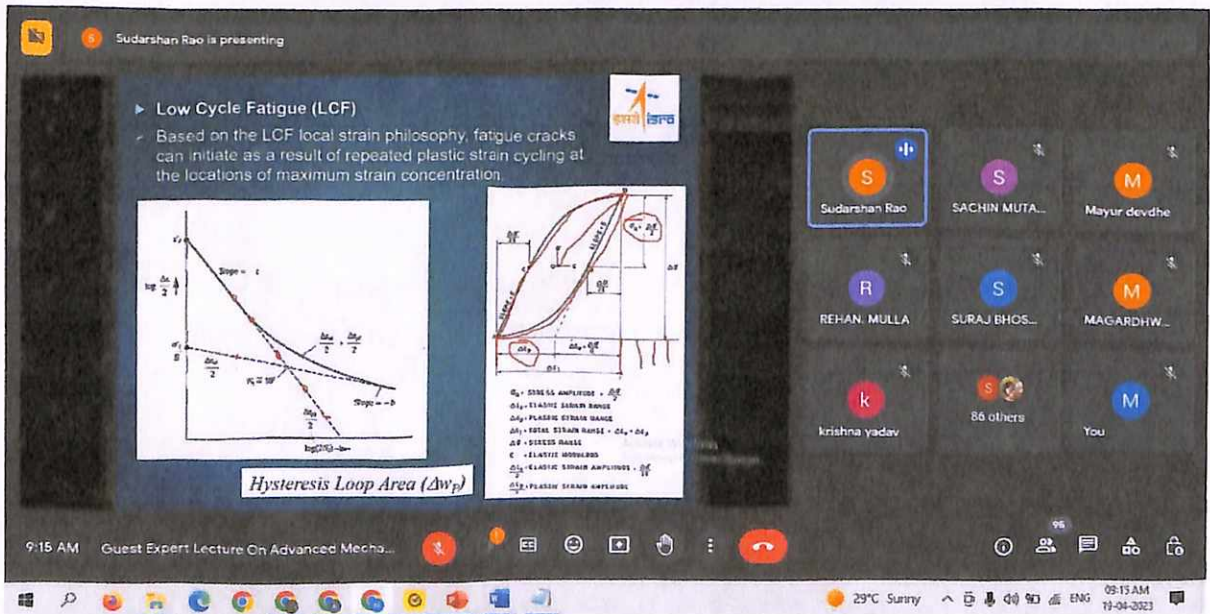 Sudarshan Rao is presenting
Low Cycle Fatigue (LCF)
Based on the LCF local strain philosophy, fatigue cracks
can initiate as a result of repeated plastic strain cycling at
the locations of maximum strain concentration.
इसरो isro
Hysteresis Loop Area (Δwₚ)
σₐ = STRESS AMPLITUDE =
= ELASTIC STRAIN RANGE
= PLASTIC STRAIN RANGE
= TOTAL STRAIN RANGE =
= STRESS RANGE
= ELASTIC MODULUS
= ELASTIC STRAIN AMPLITUDE =
= PLASTIC STRAIN AMPLITUDE
S
Sudarshan Rao
S
SACHIN MUTA...
M
Mayur devdhe
R
REHAN. MULLA
S
SURAJ BHOS...
M
MAGARDHW...
k
krishna yadav
S
86 others
M
You
9:15 AM Guest Expert Lecture On Advanced Mecha...
96
29°C Sunny
ENG
09:15 AM
19-04-2023